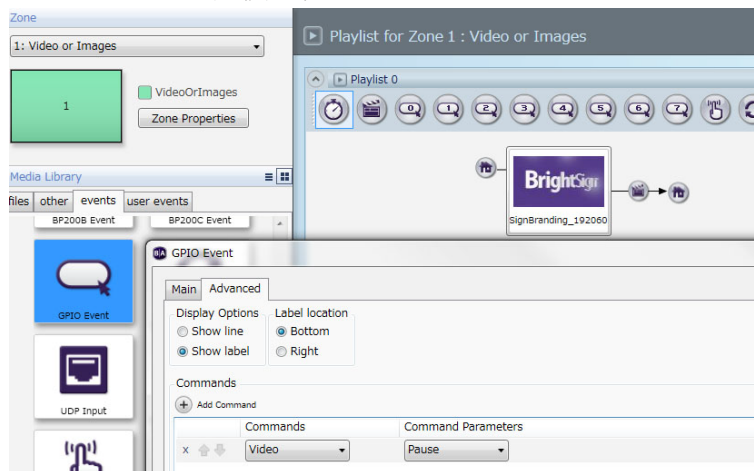 Zone
1: Video or Images
1
VideoOrImages
Zone Properties
Media Library
files other events user events
BP200B Event BP200C Event
GPIO Event
UDP Input
Playlist for Zone 1 : Video or Images
Playlist 0
0 1 2 3 4 5 6 7
BrightSign
SignBranding_192060
BA GPIO Event
Main Advanced
Display Options Label location
Show line Bottom
Show label Right
Commands
+ Add Command
Commands Command Parameters
x Video Pause